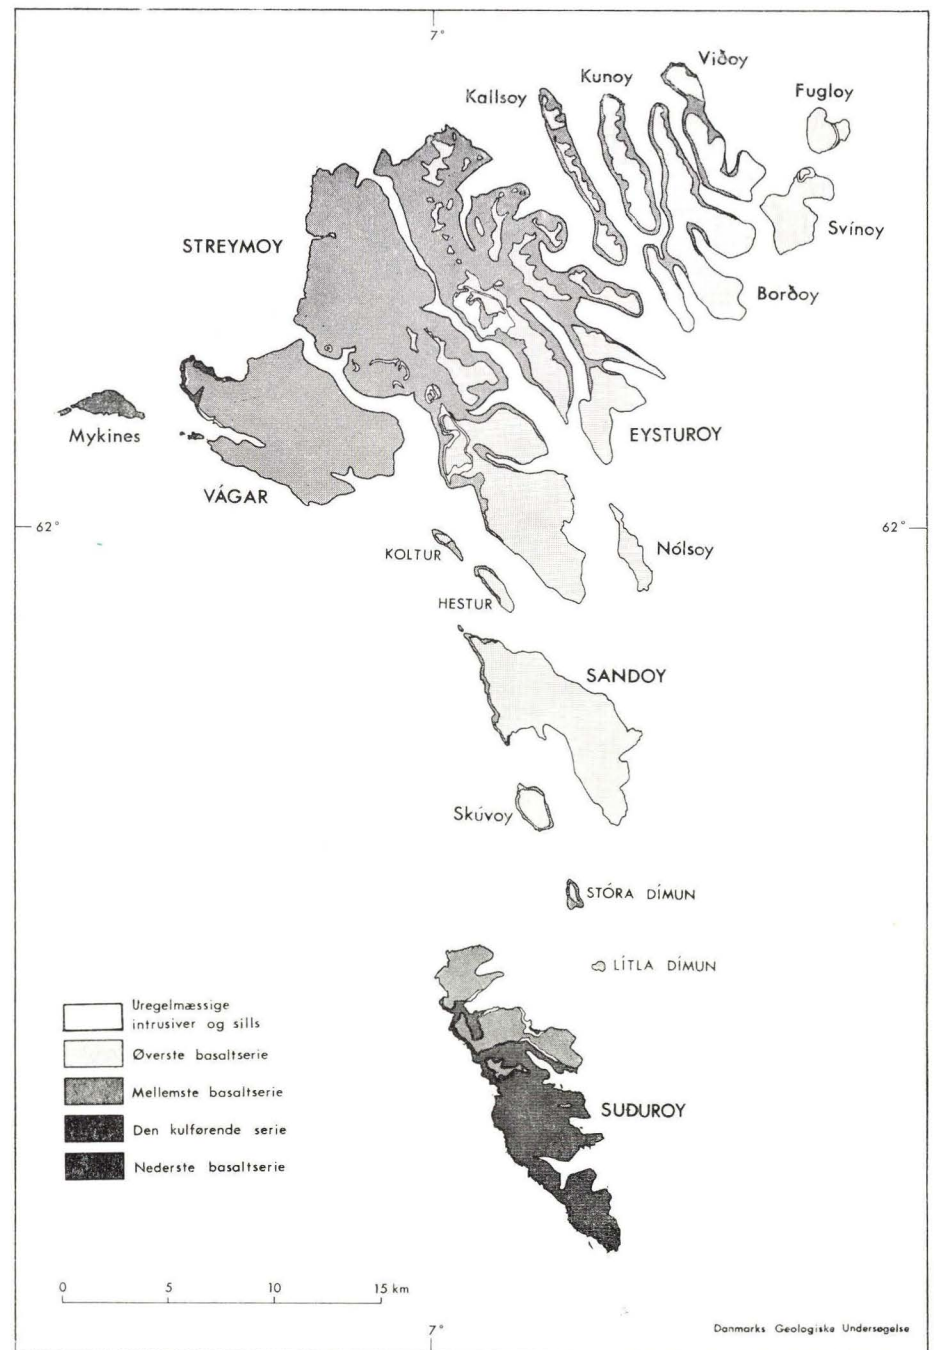 7°
Viðoy
Kunoy
Fugloy
Kallsoy
STREYMOY
Svínoy
Borðoy
Mykines
EYSTUROY
VÁGAR
62°
62°
KOLTUR
Nólsoy
HESTUR
SANDOY
Skúvoy
STÓRA DÍMUN
LÍTLA DÍMUN
Uregelmæssige
intrusiver og sills
Øverste basaltserie
Mellemste basaltserie
SUÐUROY
Den kulførende serie
Nederste basaltserie
0 5 10 15 km
7°
Danmarks Geologiske Undersøgelse